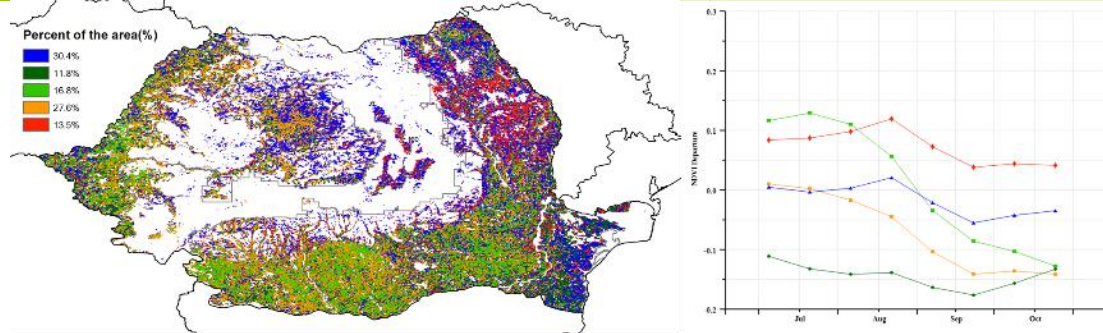 Percent of the area(%)
30.4%
11.8%
16.8%
27.6%
13.5%
NDVI Departure
0.3
0.2
0.1
0.0
-0.1
-0.2
Jul
Aug
Sep
Oct